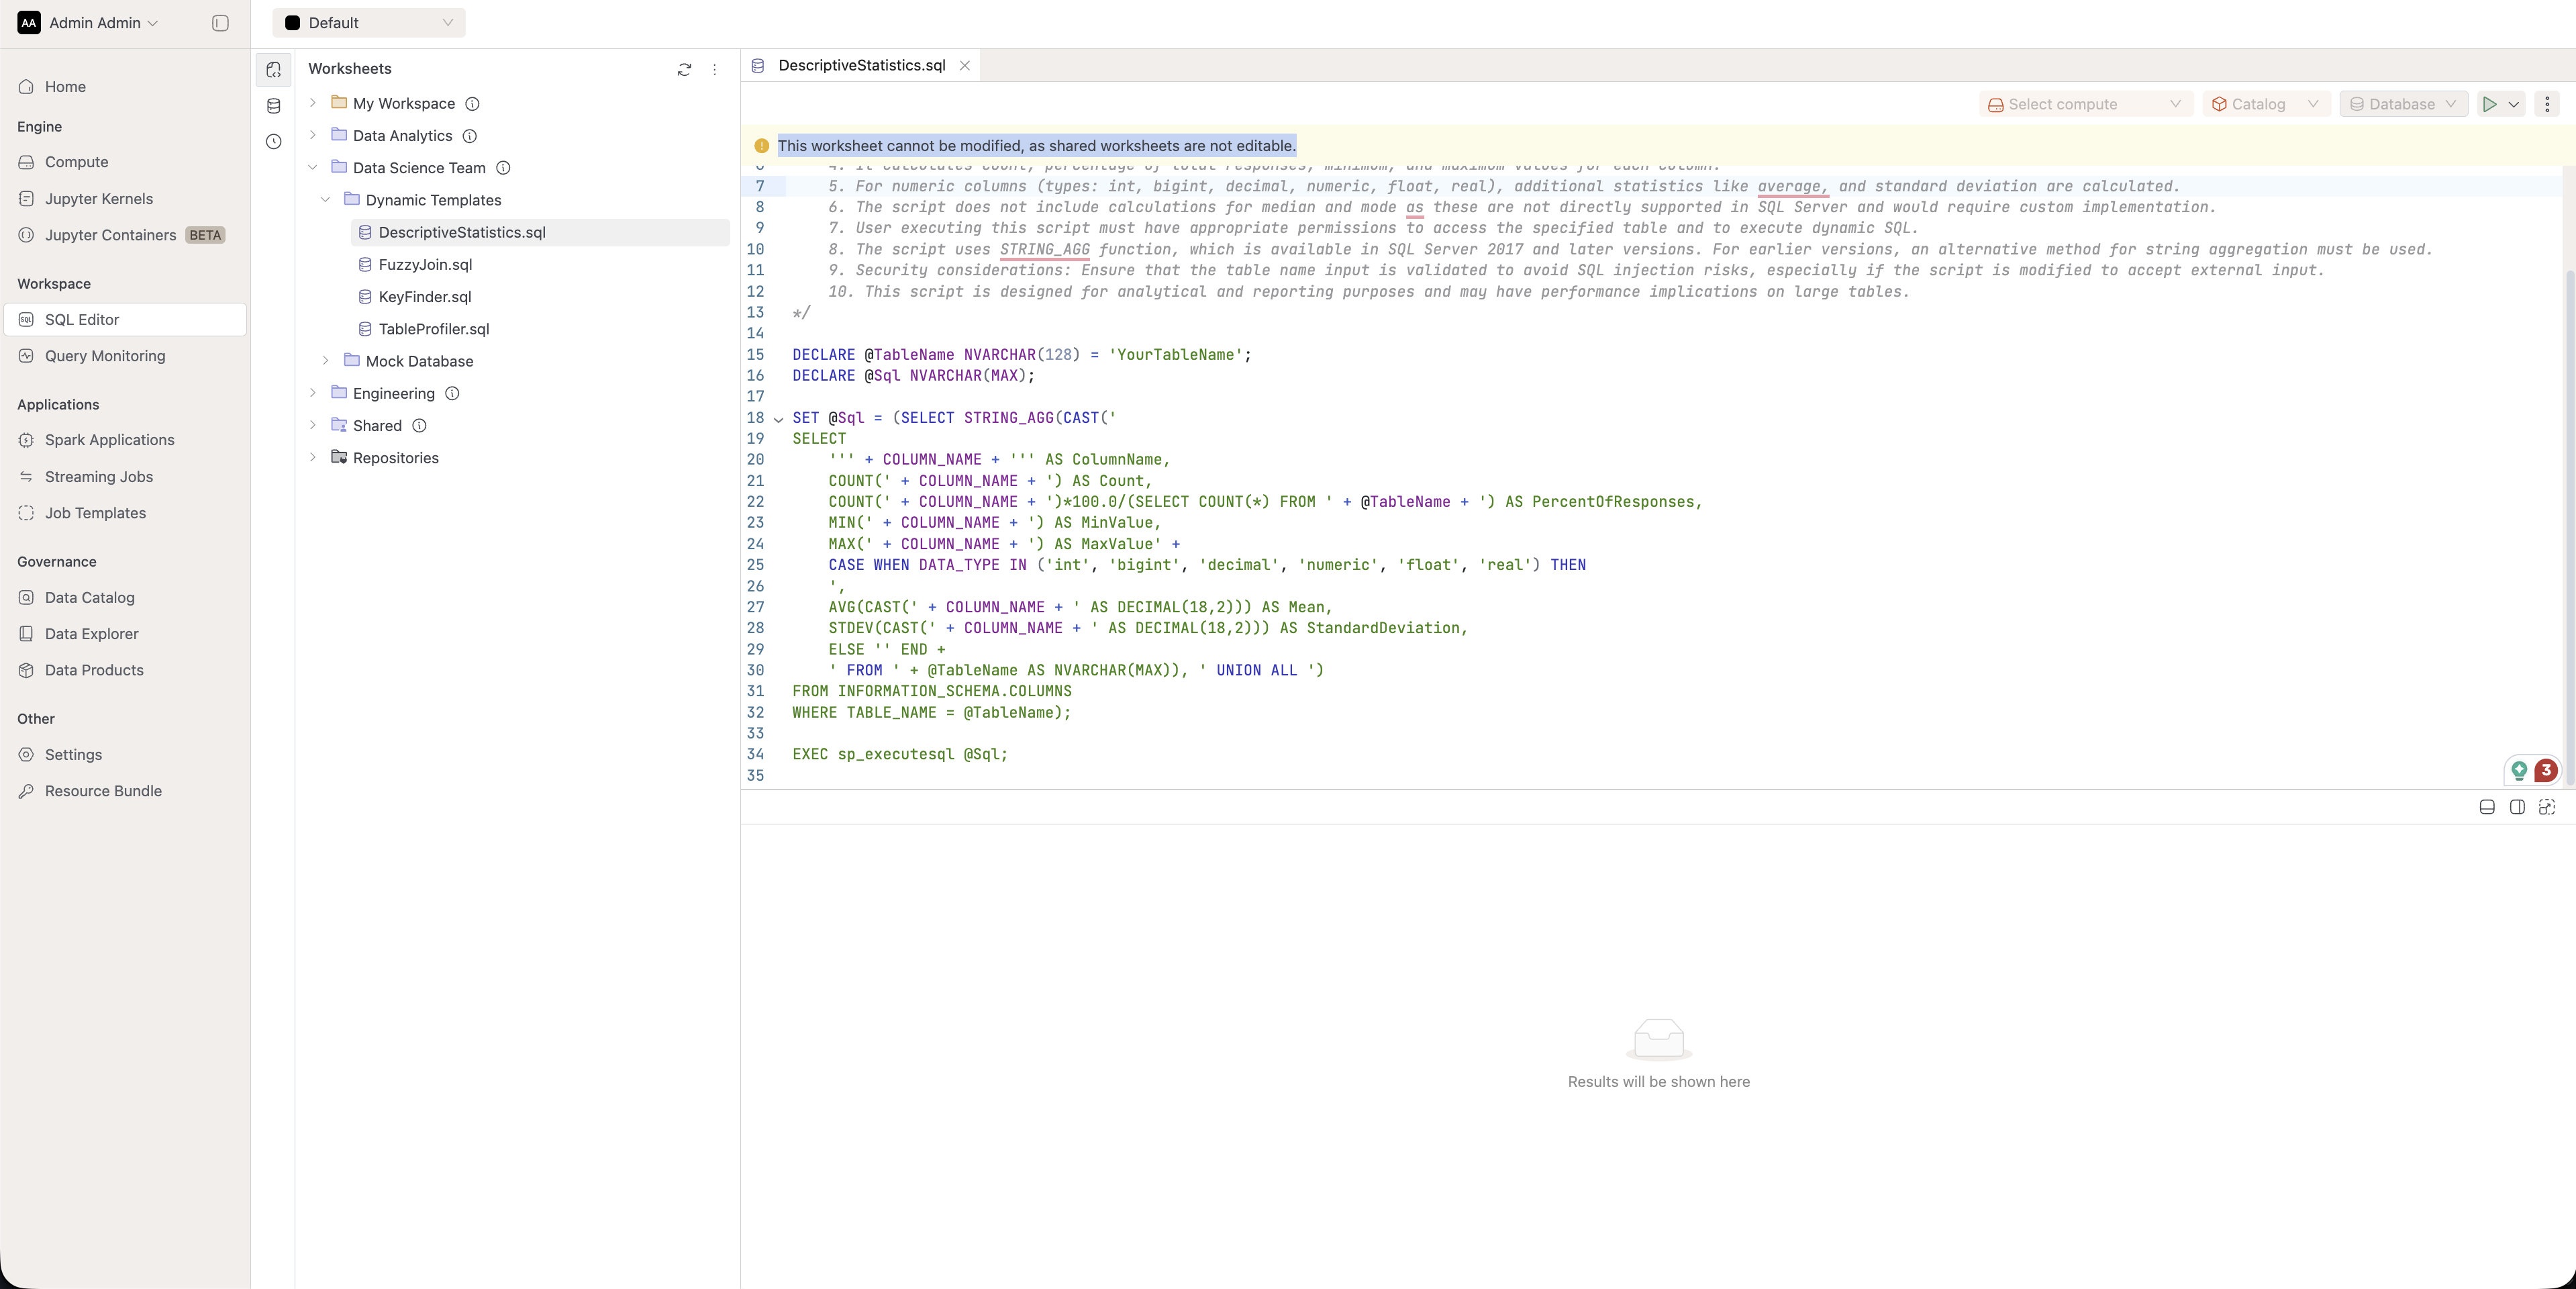 AA Admin Admin
Default
Home
Engine
Compute
Jupyter Kernels
Jupyter Containers BETA
Workspace
SQL Editor
Query Monitoring
Applications
Spark Applications
Streaming Jobs
Job Templates
Governance
Data Catalog
Data Explorer
Data Products
Other
Settings
Resource Bundle
Worksheets
My Workspace
Data Analytics
Data Science Team
Dynamic Templates
DescriptiveStatistics.sql
FuzzyJoin.sql
KeyFinder.sql
TableProfiler.sql
Mock Database
Engineering
Shared
Repositories
DescriptiveStatistics.sql
Select compute Catalog Database
This worksheet cannot be modified, as shared worksheets are not editable.
6 4. It calculates count, percentage of total responses, minimum, and maximum values for each column.
7 5. For numeric columns (types: int, bigint, decimal, numeric, float, real), additional statistics like average, and standard deviation are calculated.
8 6. The script does not include calculations for median and mode as these are not directly supported in SQL Server and would require custom implementation.
9 7. User executing this script must have appropriate permissions to access the specified table and to execute dynamic SQL.
10 8. The script uses STRING_AGG function, which is available in SQL Server 2017 and later versions. For earlier versions, an alternative method for string aggregation must be used.
11 9. Security considerations: Ensure that the table name input is validated to avoid SQL injection risks, especially if the script is modified to accept external input.
12 10. This script is designed for analytical and reporting purposes and may have performance implications on large tables.
13 */
14
15 DECLARE @TableName NVARCHAR(128) = 'YourTableName';
16 DECLARE @Sql NVARCHAR(MAX);
17
18 SET @Sql = (SELECT STRING_AGG(CAST('
19 SELECT
20 ''' + COLUMN_NAME + ''' AS ColumnName,
21 COUNT(' + COLUMN_NAME + ') AS Count,
22 COUNT(' + COLUMN_NAME + ')*100.0/(SELECT COUNT(*) FROM ' + @TableName + ') AS PercentOfResponses,
23 MIN(' + COLUMN_NAME + ') AS MinValue,
24 MAX(' + COLUMN_NAME + ') AS MaxValue' +
25 CASE WHEN DATA_TYPE IN ('int', 'bigint', 'decimal', 'numeric', 'float', 'real') THEN
26 ',
27 AVG(CAST(' + COLUMN_NAME + ' AS DECIMAL(18,2))) AS Mean,
28 STDEV(CAST(' + COLUMN_NAME + ' AS DECIMAL(18,2))) AS StandardDeviation,
29 ELSE '' END +
30 ' FROM ' + @TableName AS NVARCHAR(MAX)), ' UNION ALL ')
31 FROM INFORMATION_SCHEMA.COLUMNS
32 WHERE TABLE_NAME = @TableName);
33
34 EXEC sp_executesql @Sql;
35
3
Results will be shown here